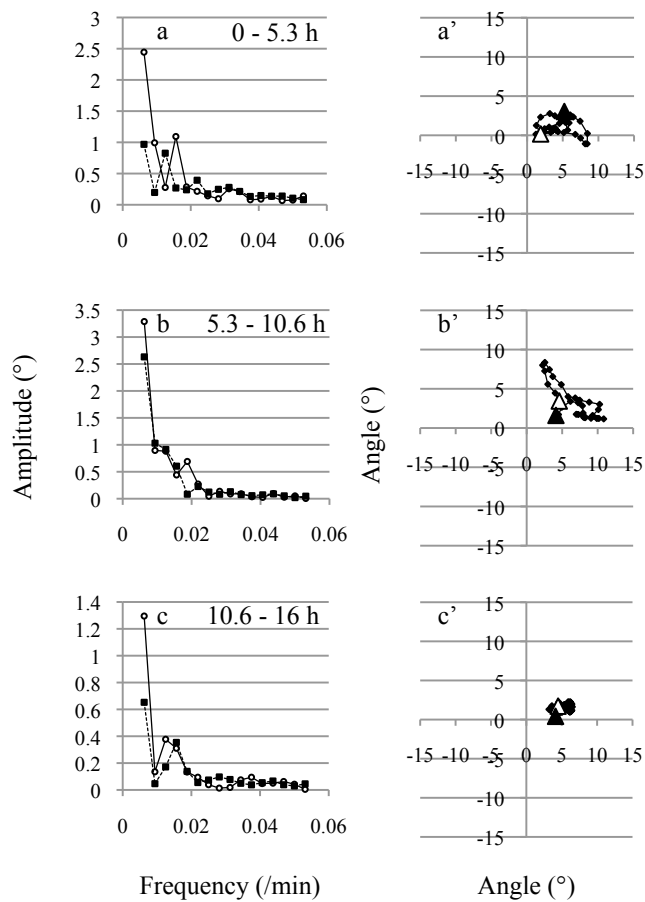 a 0 - 5.3 h
3
2.5
2
1.5
1
0.5
0
0 0.02 0.04 0.06
a’
15
10
5
0
-15 -10 -5 0 5 10 15
-5
-10
-15
b 5.3 - 10.6 h
3.5
3
2.5
2
1.5
1
0.5
0
0 0.02 0.04 0.06
b’
15
10
5
0
-15 -10 -5 0 5 10 15
-5
-10
-15
c 10.6 - 16 h
1.4
1.2
1
0.8
0.6
0.4
0.2
0
0 0.02 0.04 0.06
c’
15
10
5
0
-15 -10 -5 0 5 10 15
-5
-10
-15
Amplitude (°)
Angle (°)
Frequency (/min)
Angle (°)